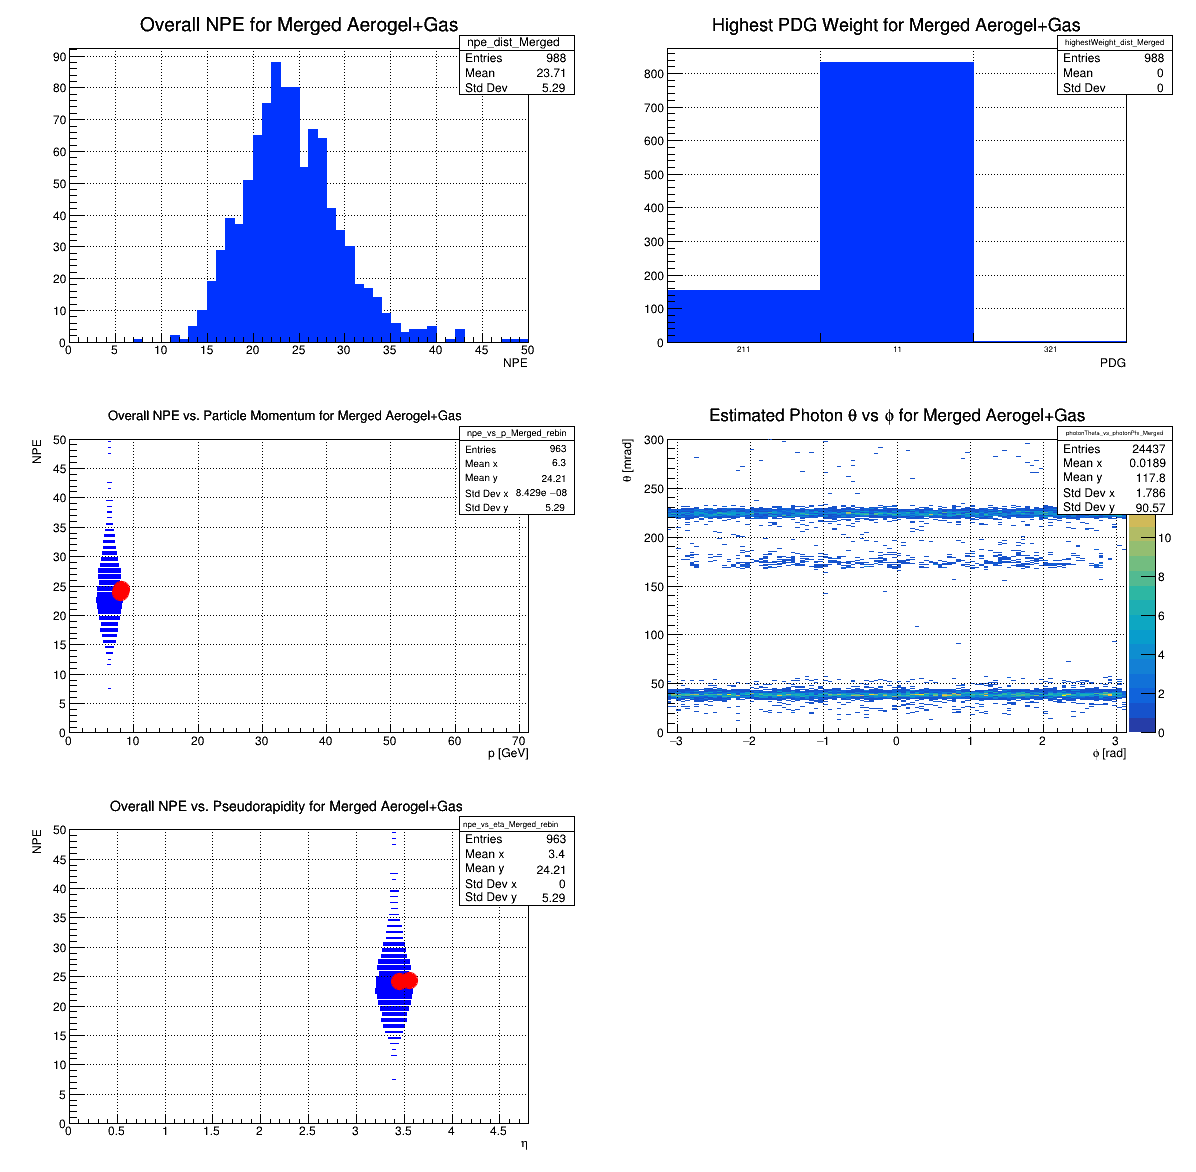 Overall NPE for Merged Aerogel+Gas
npe_dist_Merged
Entries 988
Mean 23.71
Std Dev 5.29
90
80
70
60
50
40
30
20
10
0
0 5 10 15 20 25 30 35 40 45 50
NPE
Highest PDG Weight for Merged Aerogel+Gas
highestWeight_dist_Merged
Entries 988
Mean 0
Std Dev 0
800
700
600
500
400
300
200
100
0
211 11 321
PDG
Overall NPE vs. Particle Momentum for Merged Aerogel+Gas
npe_vs_p_Merged_rebin
Entries 963
Mean x 6.3
Mean y 24.21
Std Dev x 8.429e −08
Std Dev y 5.29
NPE
50
45
40
35
30
25
20
15
10
5
0
0 10 20 30 40 50 60 70
p [GeV]
Estimated Photon θ vs ϕ for Merged Aerogel+Gas
photonTheta_vs_photonPhi_Merged
Entries 24437
Mean x 0.0189
Mean y 117.8
Std Dev x 1.786
Std Dev y 90.57
θ [mrad]
300
250
200
150
100
50
0
−3 −2 −1 0 1 2 3
ϕ [rad]
10
8
6
4
2
0
Overall NPE vs. Pseudorapidity for Merged Aerogel+Gas
npe_vs_eta_Merged_rebin
Entries 963
Mean x 3.4
Mean y 24.21
Std Dev x 0
Std Dev y 5.29
NPE
50
45
40
35
30
25
20
15
10
5
0
0 0.5 1 1.5 2 2.5 3 3.5 4 4.5
η